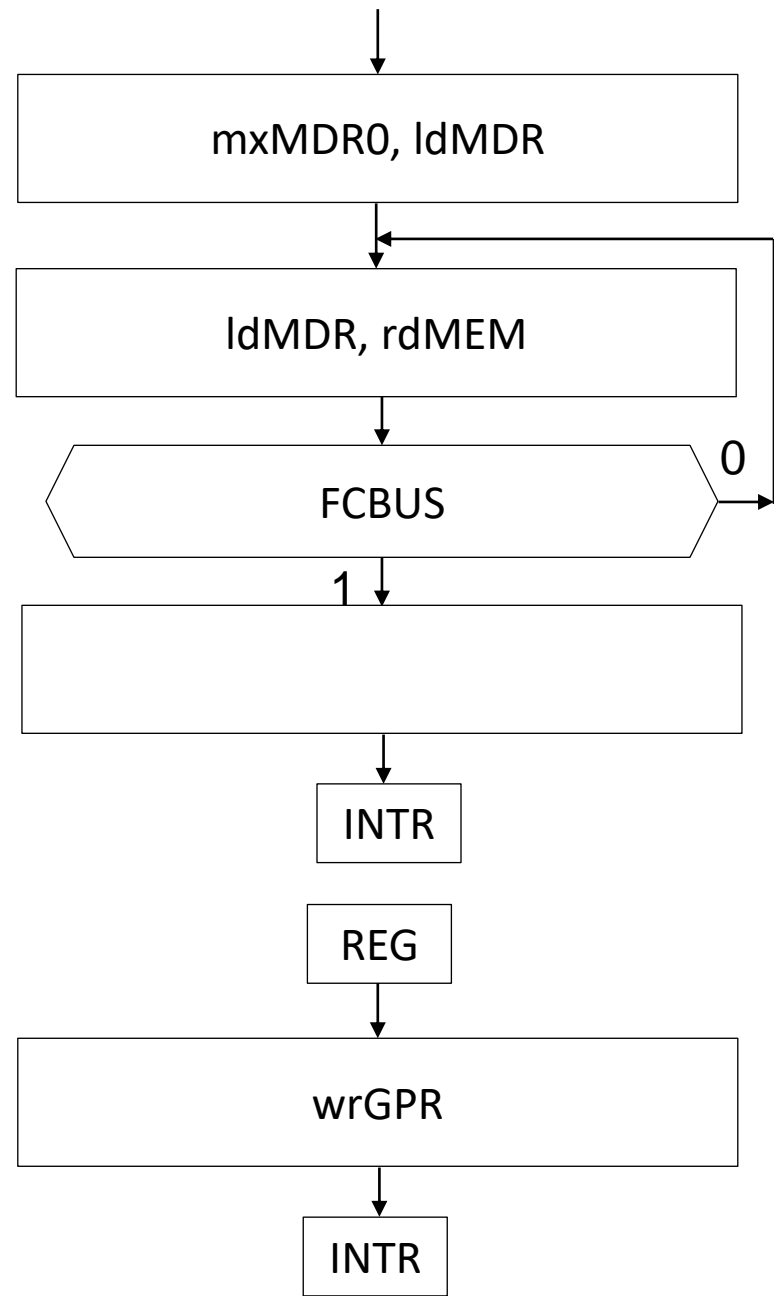 mxMDR0, ldMDR
ldMDR, rdMEM
FCBUS
0
1
INTR
REG
wrGPR
INTR